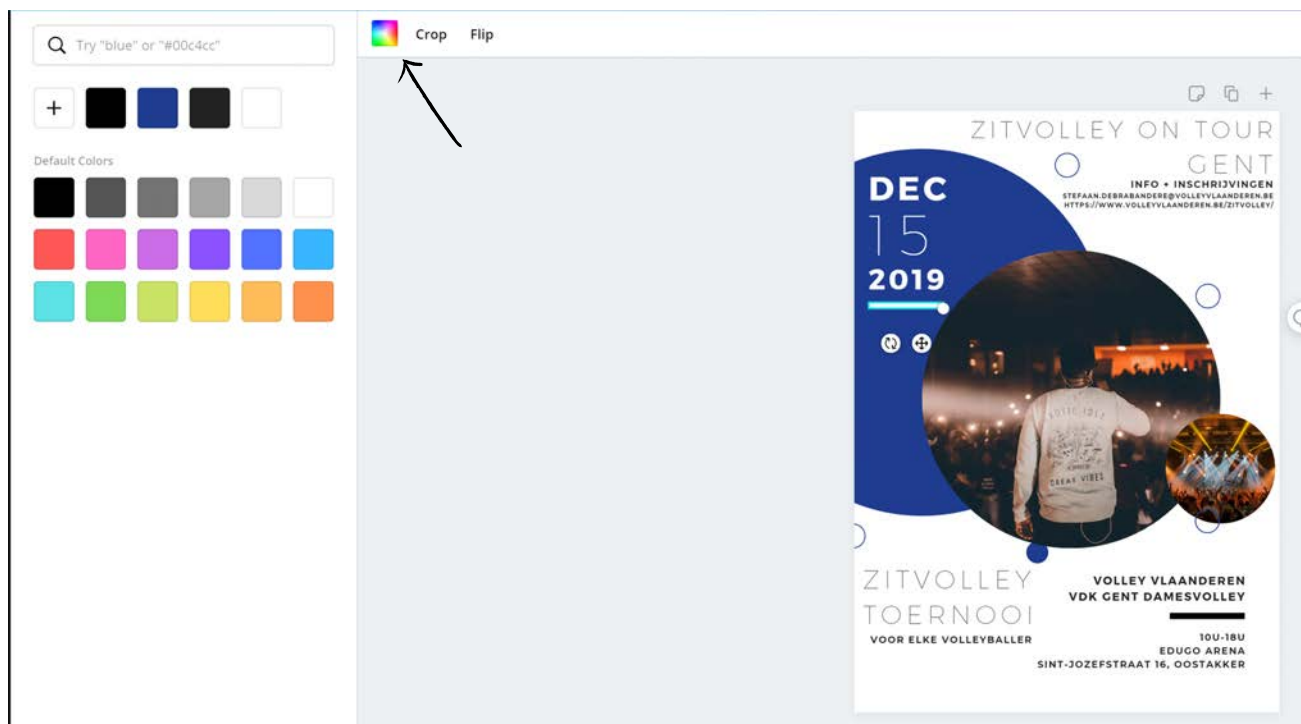 Try "blue" or "#00c4cc"
Crop
Flip
Default Colors
ZITVOLLEY ON TOUR
GENT
INFO + INSCHRIJVINGEN
STEFAAN.DEBRABANDERE@VOLLEYVLAANDEREN.BE
HTTPS://WWW.VOLLEYVLAANDEREN.BE/ZITVOLLEY/
DEC
15
2019
GREAT VIBES
ZITVOLLEY
TOERNOOI
VOOR ELKE VOLLEYBALLER
VOLLEY VLAANDEREN
VDK GENT DAMESVOLLEY
10U-18U
EDUGO ARENA
SINT-JOZEFSTRAAT 16, OOSTAKKER